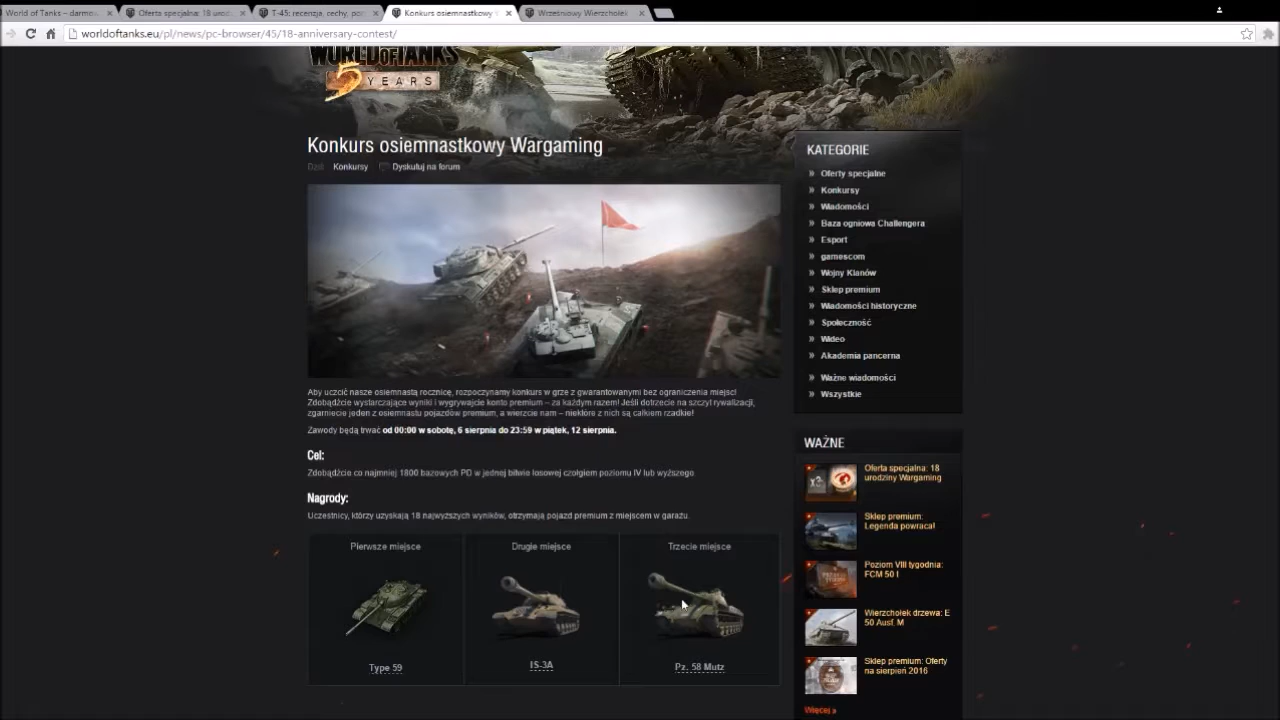 World of Tanks – darmo
Oferta specjalna: 18 urod
T-45: recenzja, cechy, por
Konkurs osiemnastkowy
Wrześniowy Wierzchołek
worldoftanks.eu/pl/news/pc-browser/45/18-anniversary-contest/
WORLD OF TANKS
5 YEARS
Konkurs osiemnastkowy Wargaming
Dziś Konkursy Dyskutuj na forum
Aby uczcić nasze osiemnastą rocznicę, rozpoczynamy konkurs w grze z gwarantowanymi bez ograniczenia miejsc!
Zdobądźcie wystarczające wyniki i wygrywajcie konto premium – za każdym razem! Jeśli dotrzecie na szczyt rywalizacji,
zgarniecie jeden z osiemnastu pojazdów premium, a wierzcie nam – niektóre z nich są całkiem rzadkie!
Zawody będą trwać od 00:00 w sobotę, 6 sierpnia do 23:59 w piątek, 12 sierpnia.
Cel:
Zdobądźcie co najmniej 1800 bazowych PD w jednej bitwie losowej czołgiem poziomu IV lub wyższego
Nagrody:
Uczestnicy, którzy uzyskają 18 najwyższych wyników, otrzymają pojazd premium z miejscem w garażu.
Pierwsze miejsce
Drugie miejsce
Trzecie miejsce
Type 59
IS-3A
Pz. 58 Mutz
KATEGORIE
» Oferty specjalne
» Konkursy
» Wiadomości
» Baza ogniowa Challengera
» Esport
» gamescom
» Wojny Klanów
» Sklep premium
» Wiadomości historyczne
» Społeczność
» Wideo
» Akademia pancerna
» Ważne wiadomości
» Wszystkie
WAŻNE
Oferta specjalna: 18
urodziny Wargaming
Sklep premium:
Legenda powraca!
Poziom VIII tygodnia:
FCM 50 t
Wierzchołek drzewa: E
50 Ausf. M
Sklep premium: Oferty
na sierpień 2016
Więcej »